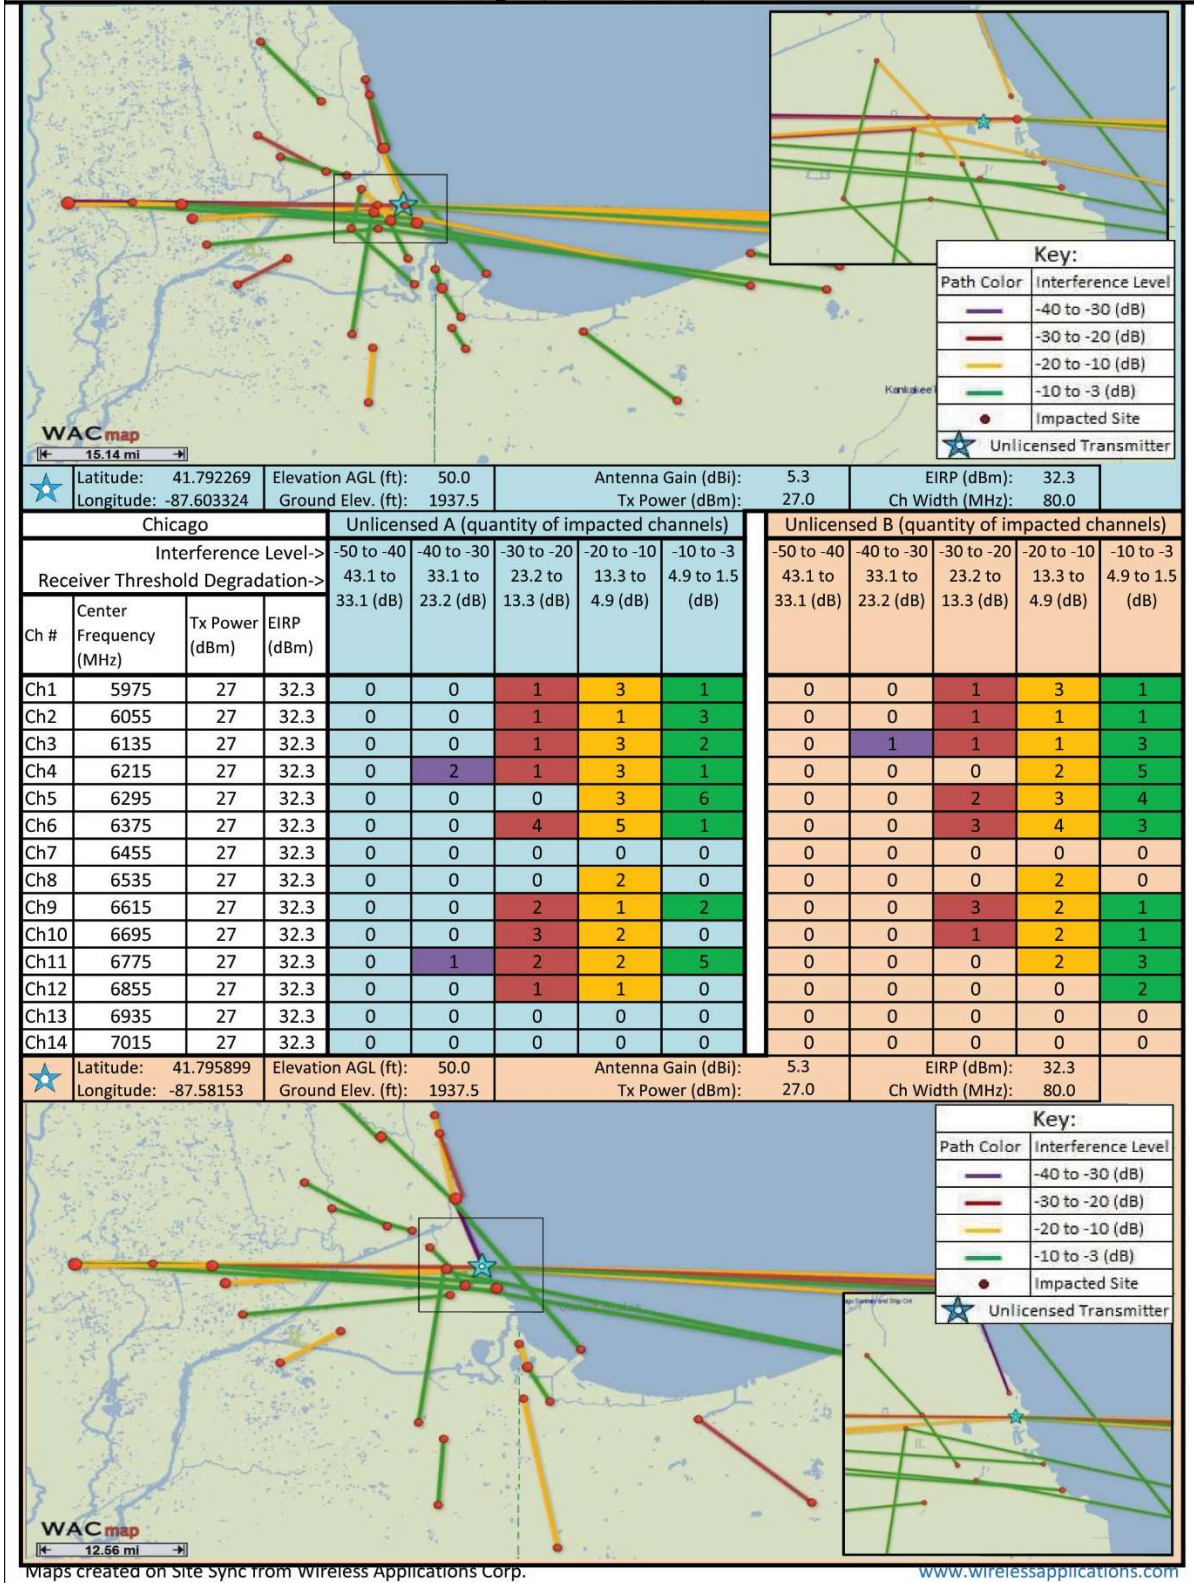 Key:
Path Color Interference Level
-40 to -30 (dB)
-30 to -20 (dB)
-20 to -10 (dB)
-10 to -3 (dB)
Impacted Site
Unlicensed Transmitter
Kankakee
WACmap
15.14 mi
Latitude: 41.792269 Elevation AGL (ft): 50.0 Antenna Gain (dBi): 5.3 EIRP (dBm): 32.3
Longitude: -87.603324 Ground Elev. (ft): 1937.5 Tx Power (dBm): 27.0 Ch Width (MHz): 80.0
Chicago Unlicensed A (quantity of impacted channels) Unlicensed B (quantity of impacted channels)
Interference Level-> -50 to -40 -40 to -30 -30 to -20 -20 to -10 -10 to -3 -50 to -40 -40 to -30 -30 to -20 -20 to -10 -10 to -3
Receiver Threshold Degradation-> 43.1 to 33.1 to 23.2 to 13.3 to 4.9 to 1.5 43.1 to 33.1 to 23.2 to 13.3 to 4.9 to 1.5
33.1 (dB) 23.2 (dB) 13.3 (dB) 4.9 (dB) (dB) 33.1 (dB) 23.2 (dB) 13.3 (dB) 4.9 (dB) (dB)
Ch # Center Frequency (MHz) Tx Power (dBm) EIRP (dBm)
Ch1 5975 27 32.3 0 0 1 3 1 0 0 1 3 1
Ch2 6055 27 32.3 0 0 1 1 3 0 0 1 1 1
Ch3 6135 27 32.3 0 0 1 3 2 0 1 1 1 3
Ch4 6215 27 32.3 0 2 1 3 1 0 0 0 2 5
Ch5 6295 27 32.3 0 0 0 3 6 0 0 2 3 4
Ch6 6375 27 32.3 0 0 4 5 1 0 0 3 4 3
Ch7 6455 27 32.3 0 0 0 0 0 0 0 0 0 0
Ch8 6535 27 32.3 0 0 0 2 0 0 0 0 2 0
Ch9 6615 27 32.3 0 0 2 1 2 0 0 3 2 1
Ch10 6695 27 32.3 0 0 3 2 0 0 0 1 2 1
Ch11 6775 27 32.3 0 1 2 2 5 0 0 0 2 3
Ch12 6855 27 32.3 0 0 1 1 0 0 0 0 0 2
Ch13 6935 27 32.3 0 0 0 0 0 0 0 0 0 0
Ch14 7015 27 32.3 0 0 0 0 0 0 0 0 0 0
Latitude: 41.795899 Elevation AGL (ft): 50.0 Antenna Gain (dBi): 5.3 EIRP (dBm): 32.3
Longitude: -87.58153 Ground Elev. (ft): 1937.5 Tx Power (dBm): 27.0 Ch Width (MHz): 80.0
Key:
Path Color Interference Level
-40 to -30 (dB)
-30 to -20 (dB)
-20 to -10 (dB)
-10 to -3 (dB)
Impacted Site
Unlicensed Transmitter
IL
WACmap
12.56 mi
Maps created on Site Sync from Wireless Applications Corp. www.wirelessapplications.com